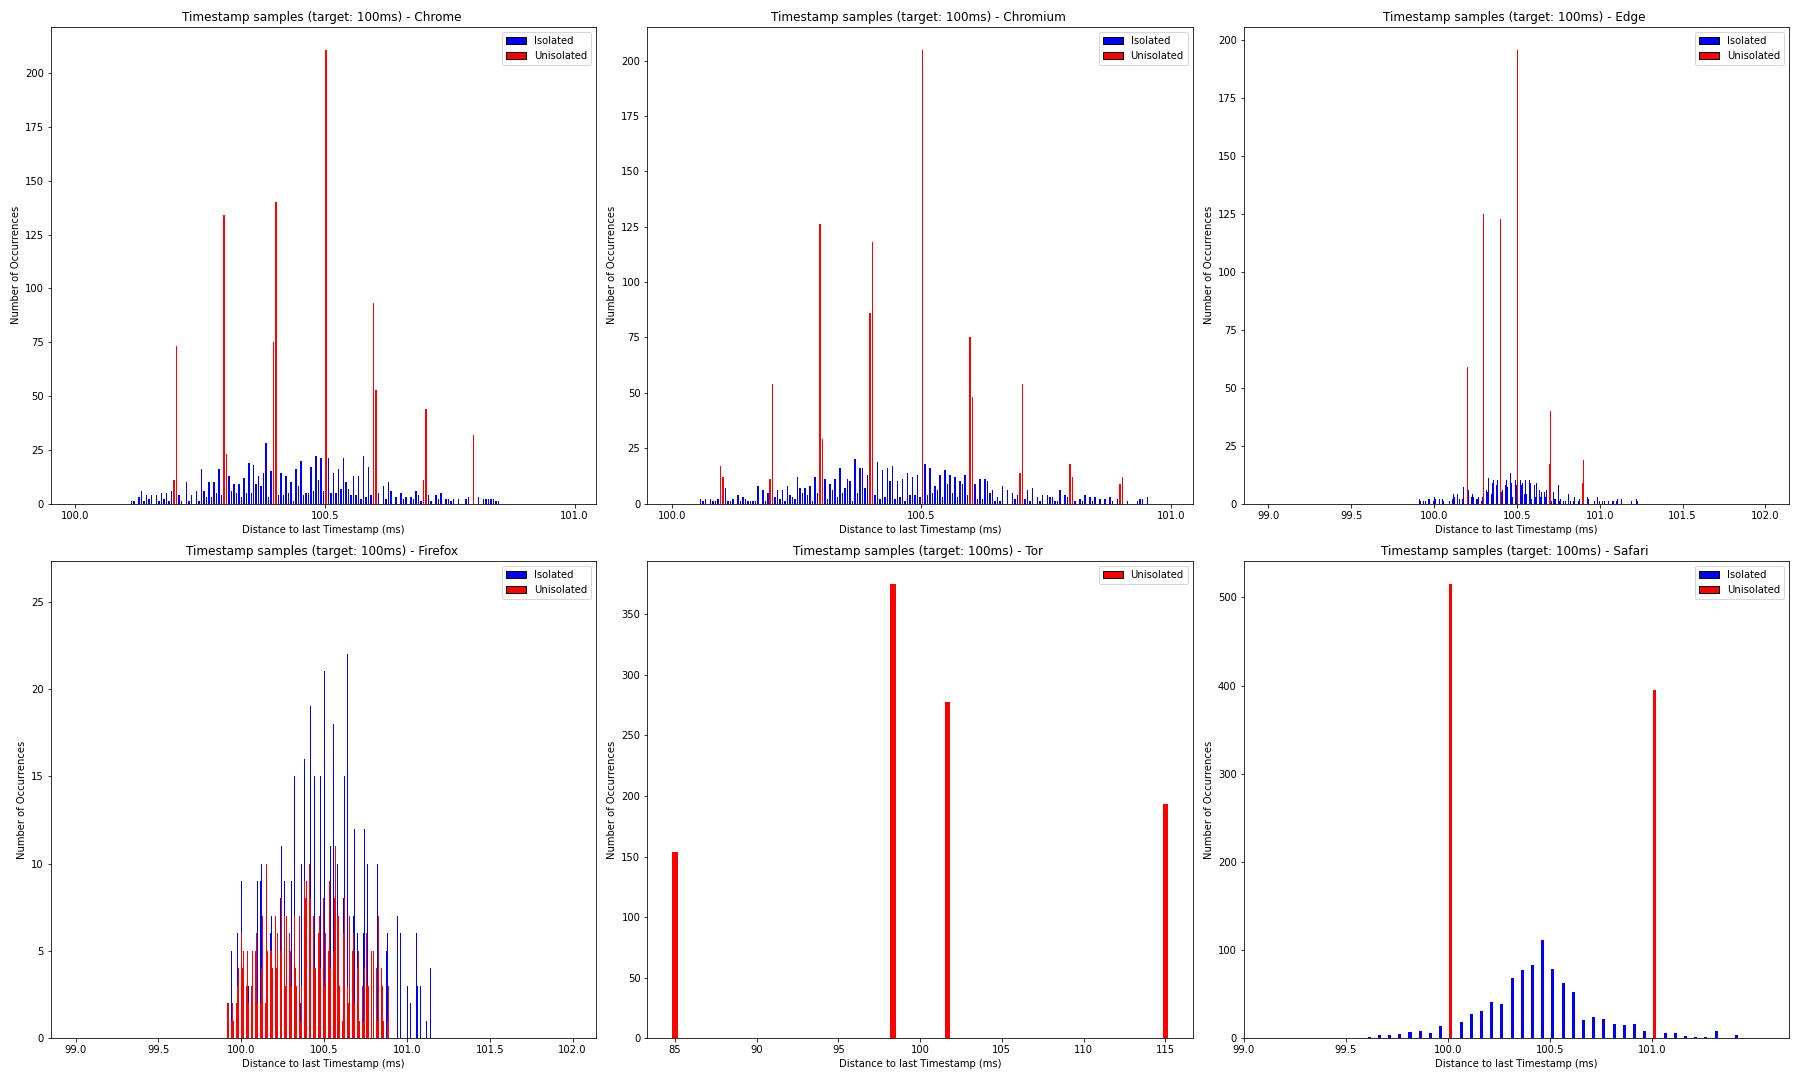 Timestamp samples (target: 100ms) - Chrome
Isolated
Unisolated
Number of Occurrences
200
175
150
125
100
75
50
25
0
100.0 100.5 101.0
Distance to last Timestamp (ms)
Timestamp samples (target: 100ms) - Chromium
Isolated
Unisolated
Number of Occurrences
200
175
150
125
100
75
50
25
0
100.0 100.5 101.0
Distance to last Timestamp (ms)
Timestamp samples (target: 100ms) - Edge
Isolated
Unisolated
Number of Occurrences
200
175
150
125
100
75
50
25
0
99.0 99.5 100.0 100.5 101.0 101.5 102.0
Distance to last Timestamp (ms)
Timestamp samples (target: 100ms) - Firefox
Isolated
Unisolated
Number of Occurrences
25
20
15
10
5
0
99.0 99.5 100.0 100.5 101.0 101.5 102.0
Distance to last Timestamp (ms)
Timestamp samples (target: 100ms) - Tor
Unisolated
Number of Occurrences
350
300
250
200
150
100
50
0
85 90 95 100 105 110 115
Distance to last Timestamp (ms)
Timestamp samples (target: 100ms) - Safari
Isolated
Unisolated
Number of Occurrences
500
400
300
200
100
0
99.0 99.5 100.0 100.5 101.0
Distance to last Timestamp (ms)